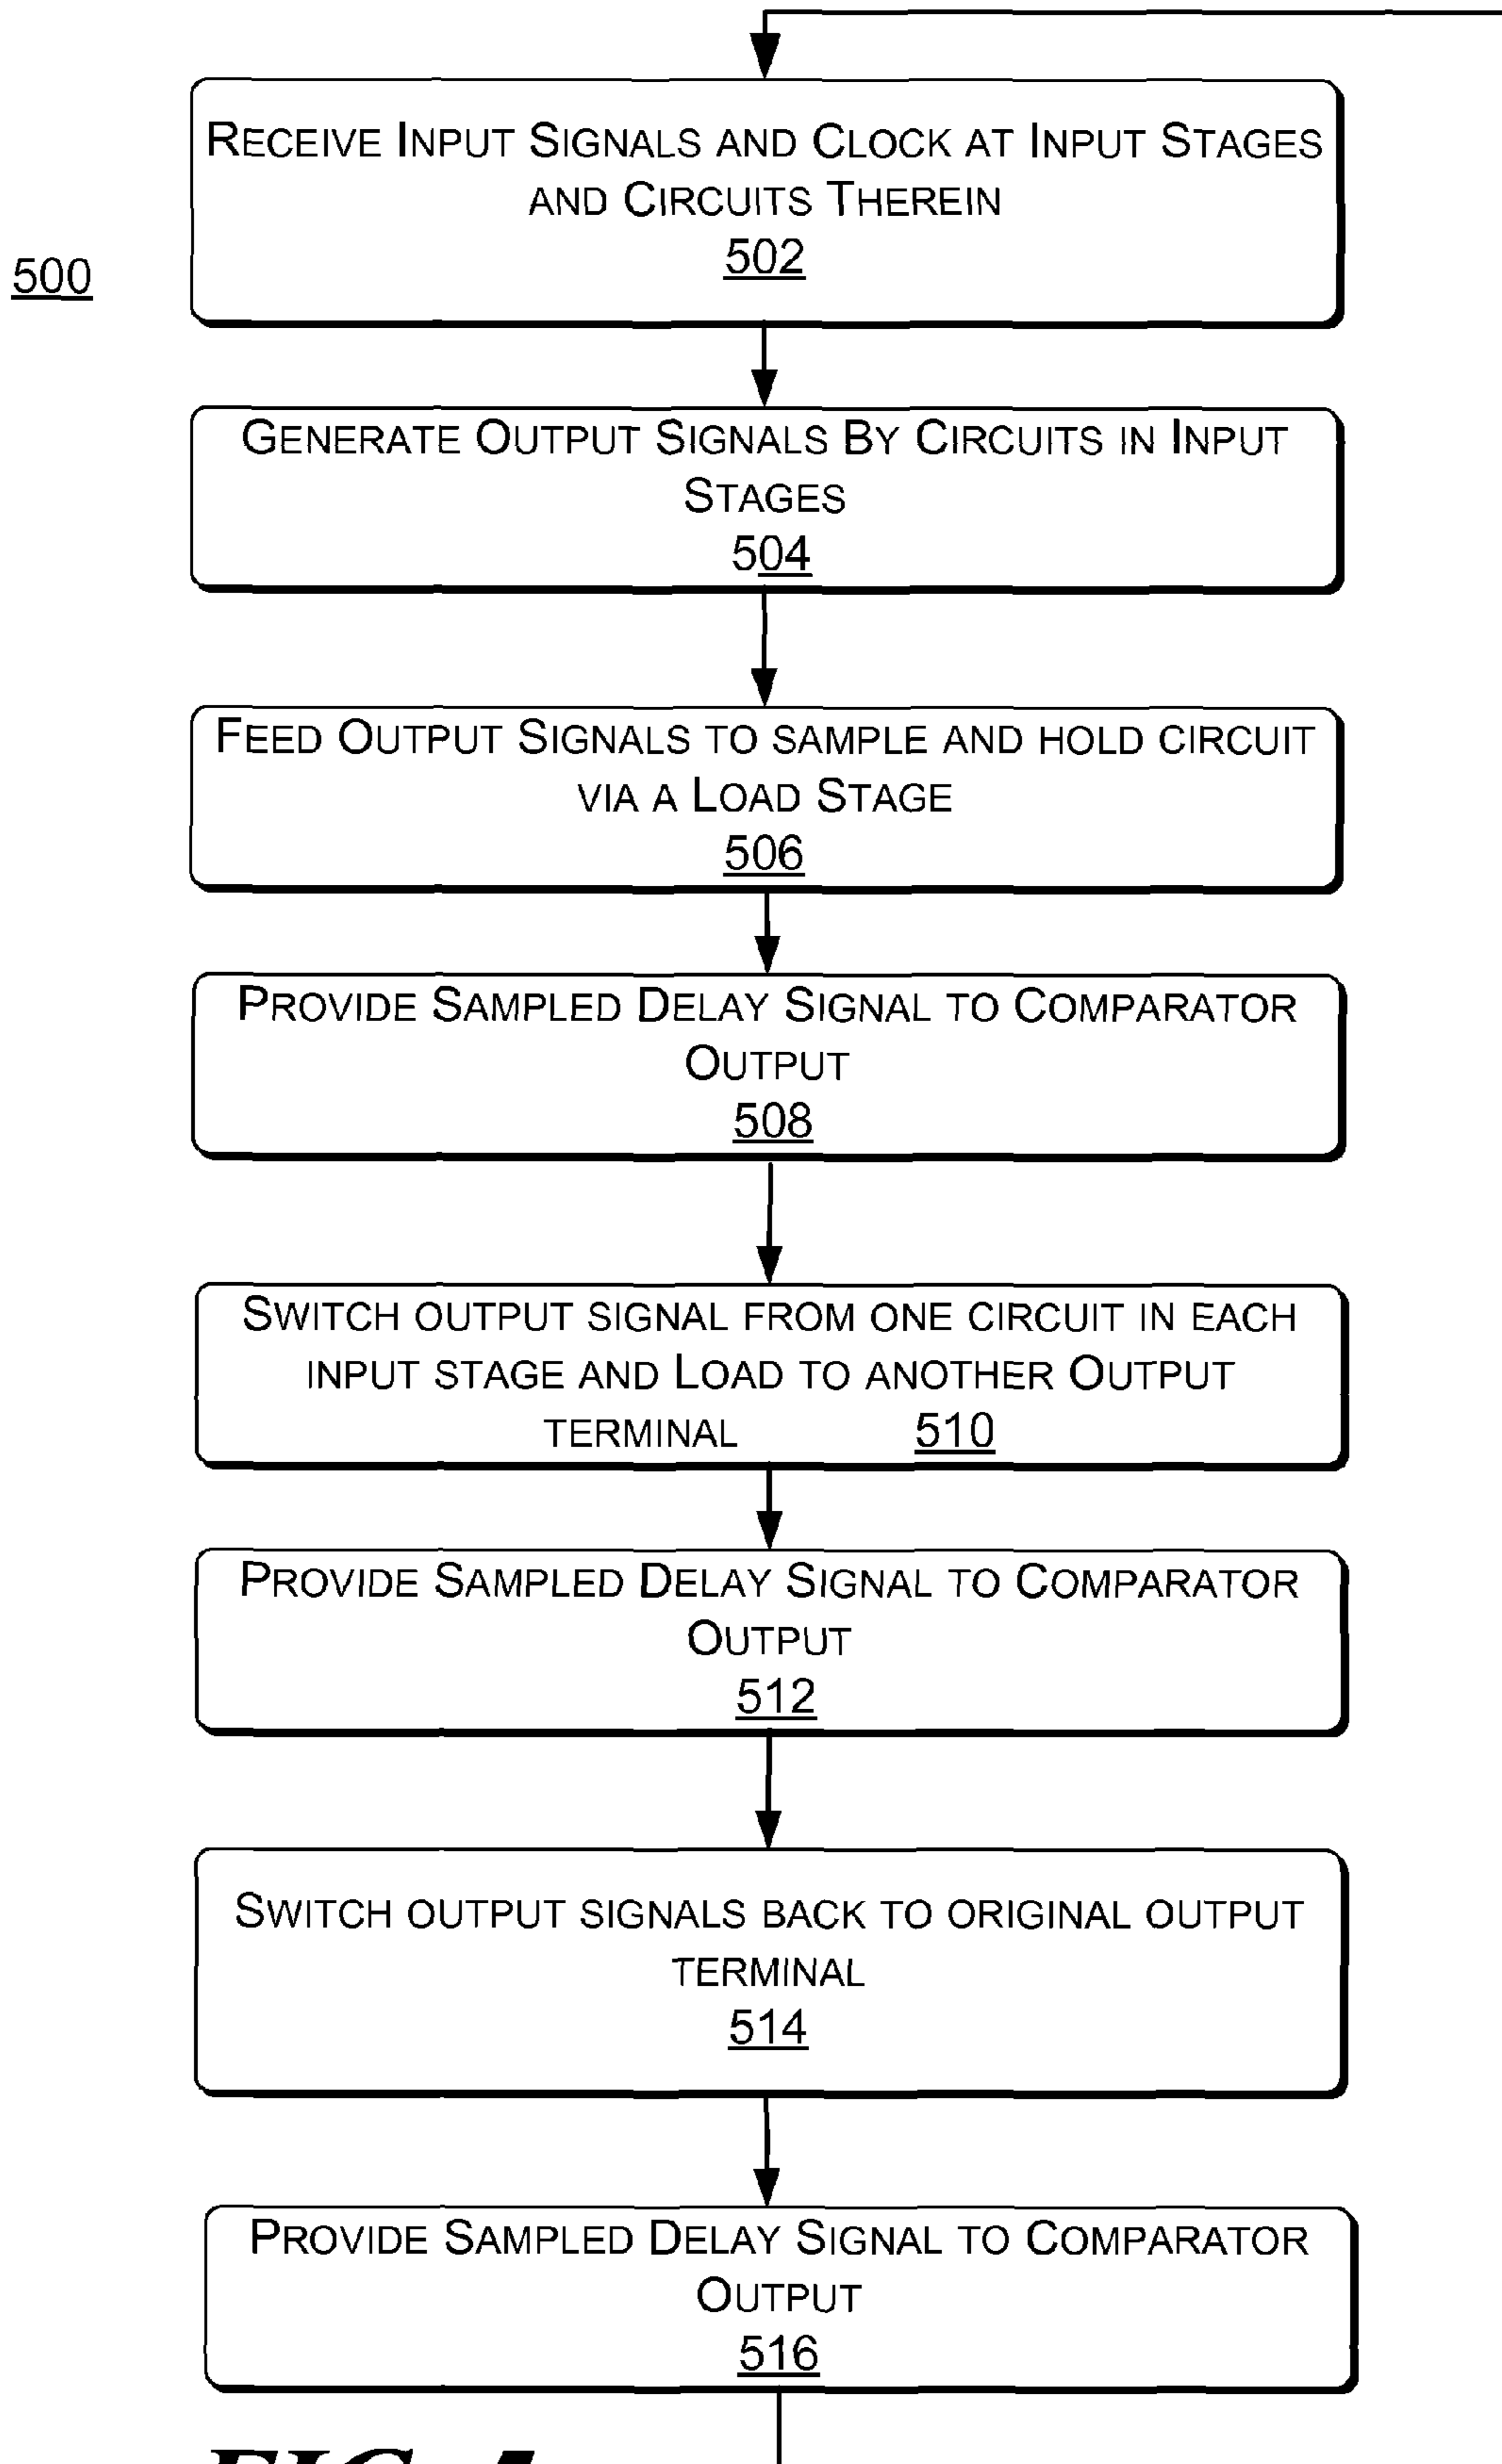 500
RECEIVE INPUT SIGNALS AND CLOCK AT INPUT STAGES
AND CIRCUITS THEREIN
502
GENERATE OUTPUT SIGNALS BY CIRCUITS IN INPUT
STAGES
504
FEED OUTPUT SIGNALS TO SAMPLE AND HOLD CIRCUIT
VIA A LOAD STAGE
506
PROVIDE SAMPLED DELAY SIGNAL TO COMPARATOR
OUTPUT
508
SWITCH OUTPUT SIGNAL FROM ONE CIRCUIT IN EACH
INPUT STAGE AND LOAD TO ANOTHER OUTPUT
TERMINAL 510
PROVIDE SAMPLED DELAY SIGNAL TO COMPARATOR
OUTPUT
512
SWITCH OUTPUT SIGNALS BACK TO ORIGINAL OUTPUT
TERMINAL
514
PROVIDE SAMPLED DELAY SIGNAL TO COMPARATOR
OUTPUT
516